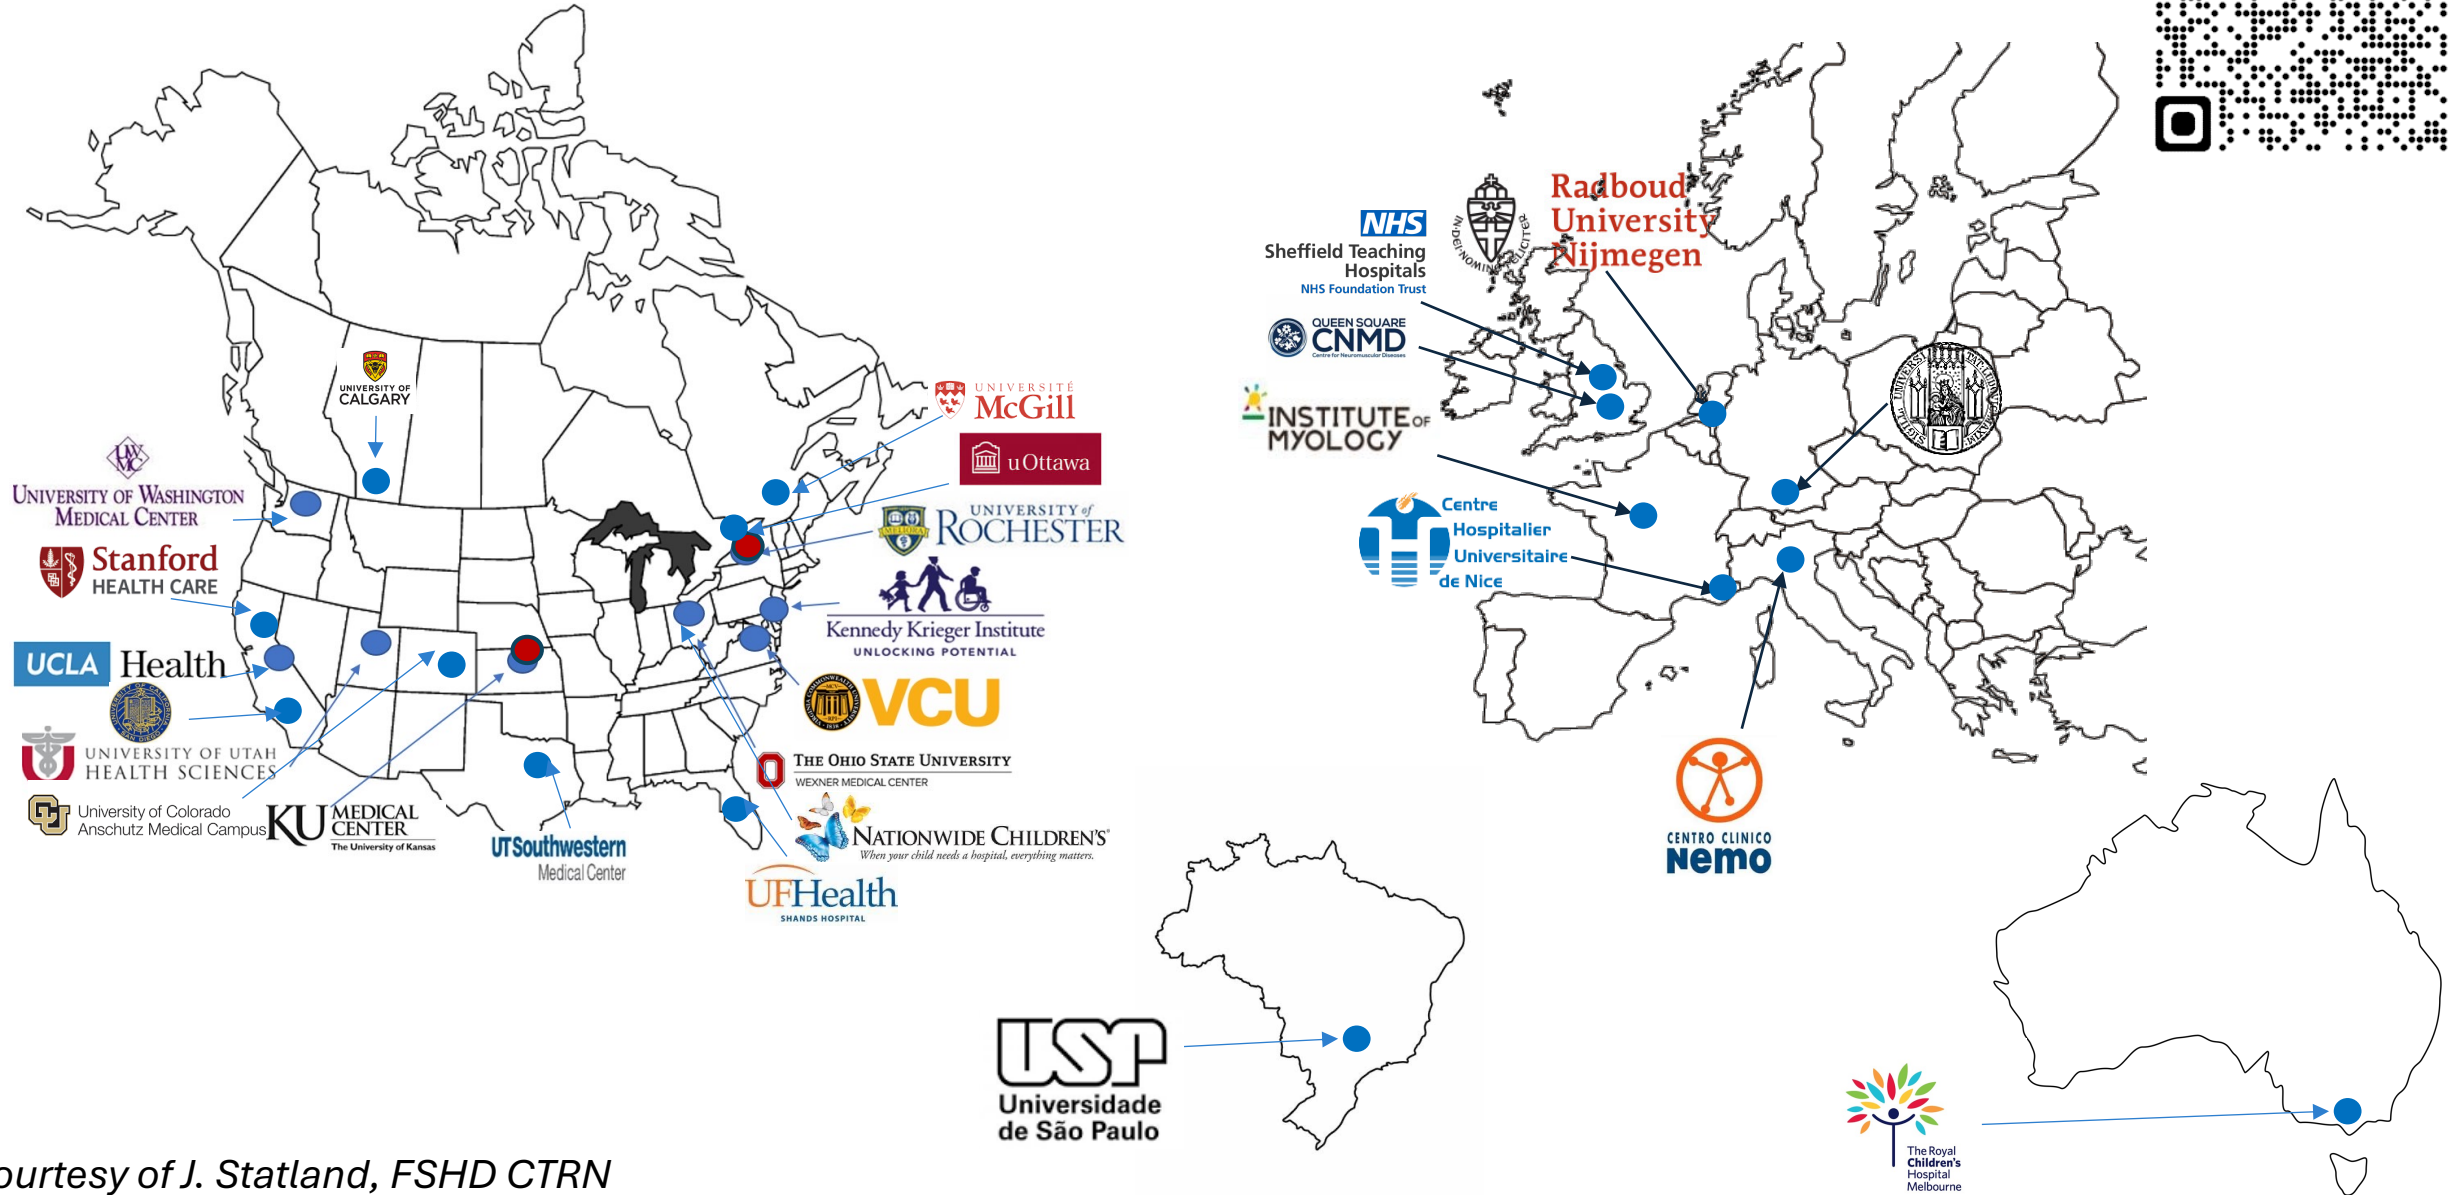 UNIVERSITY OF
CALGARY
UW
MC
UNIVERSITY OF WASHINGTON
MEDICAL CENTER
Stanford
HEALTH CARE
UCLA Health
UNIVERSITY OF UTAH
HEALTH SCIENCES
University of Colorado
Anschutz Medical Campus
KU MEDICAL
CENTER
The University of Kansas
UTSouthwestern
Medical Center
UNIVERSITÉ
McGill
uOttawa
UNIVERSITY of
ROCHESTER
MELIORA
Kennedy Krieger Institute
UNLOCKING POTENTIAL
VCU
THE OHIO STATE UNIVERSITY
WEXNER MEDICAL CENTER
NATIONWIDE CHILDREN'S®
When your child needs a hospital, everything matters.
UFHealth
SHANDS HOSPITAL
NHS
Sheffield Teaching
Hospitals
NHS Foundation Trust
Radboud
University
Nijmegen
QUEEN SQUARE
CNMD
Centre for Neuromuscular Diseases
INSTITUTE OF
MYOLOGY
Centre
Hospitalier
Universitaire
de Nice
CENTRO CLINICO
Nemo
USP
Universidade
de São Paulo
The Royal
Children's
Hospital
Melbourne
ourtesy of J. Statland, FSHD CTRN